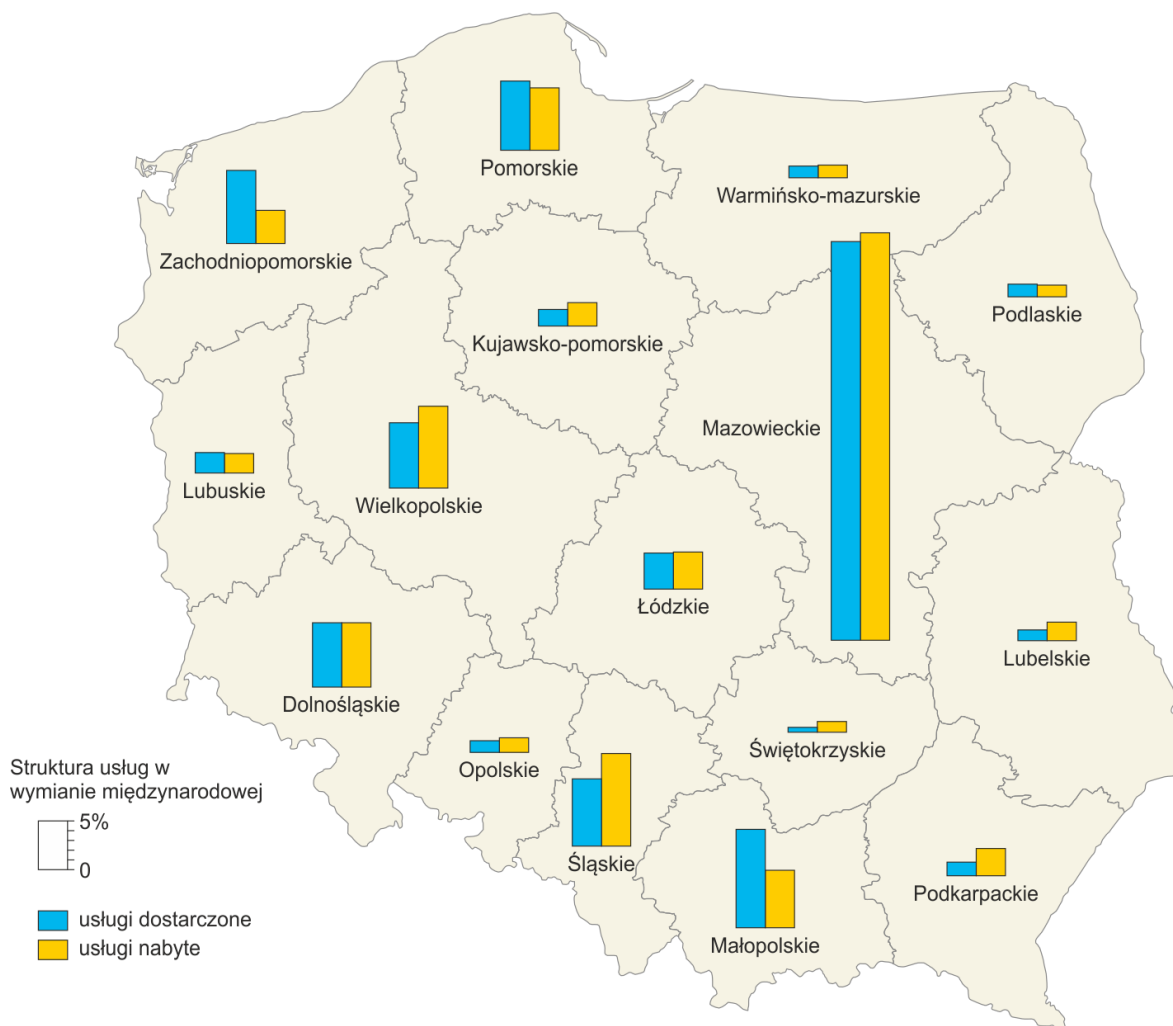 Pomorskie
Warmińsko-mazurskie
Zachodniopomorskie
Podlaskie
Kujawsko-pomorskie
Mazowieckie
Lubuskie
Wielkopolskie
Łódzkie
Lubelskie
Dolnośląskie
Świętokrzyskie
Opolskie
Śląskie
Podkarpackie
Małopolskie
Struktura usług w
wymianie międzynarodowej
5%
0
usługi dostarczone
usługi nabyte